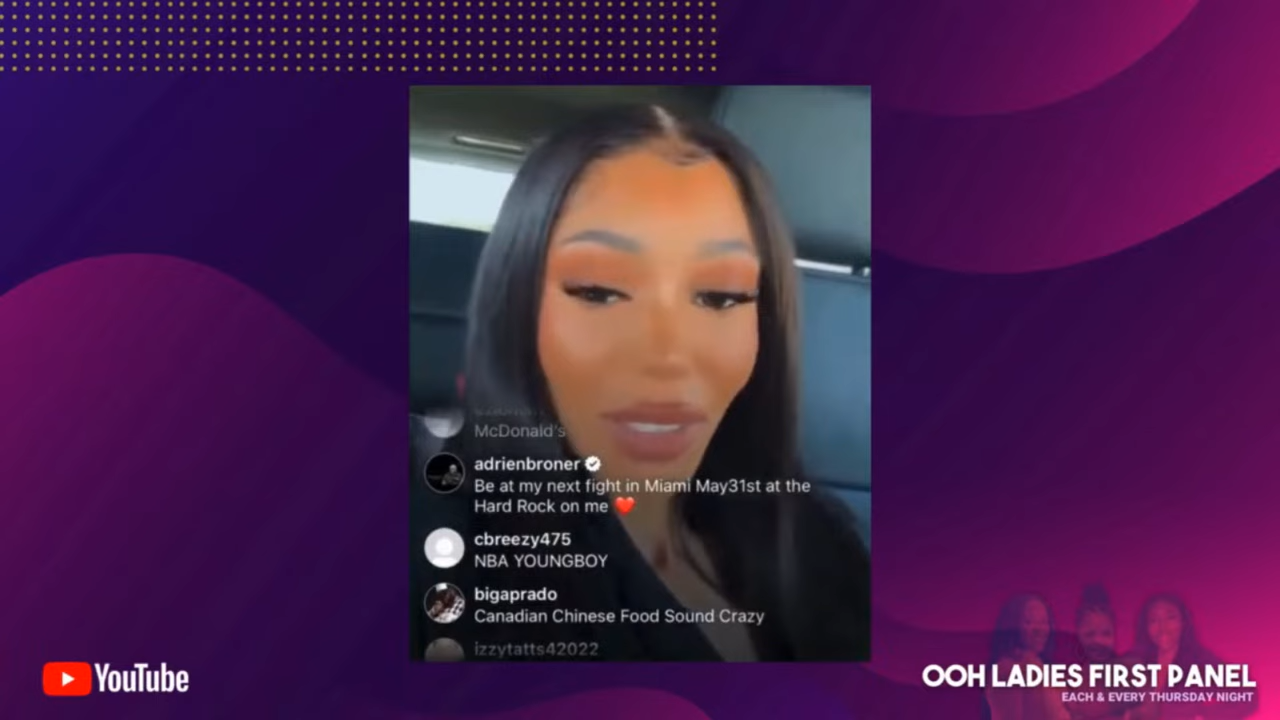 McDonald's
adrienbroner
Be at my next fight in Miami May31st at the
Hard Rock on me ❤️
cbreezy475
NBA YOUNGBOY
bigaprado
Canadian Chinese Food Sound Crazy
izzytatts42022
YouTube
OOH LADIES FIRST PANEL
EACH & EVERY THURSDAY NIGHT